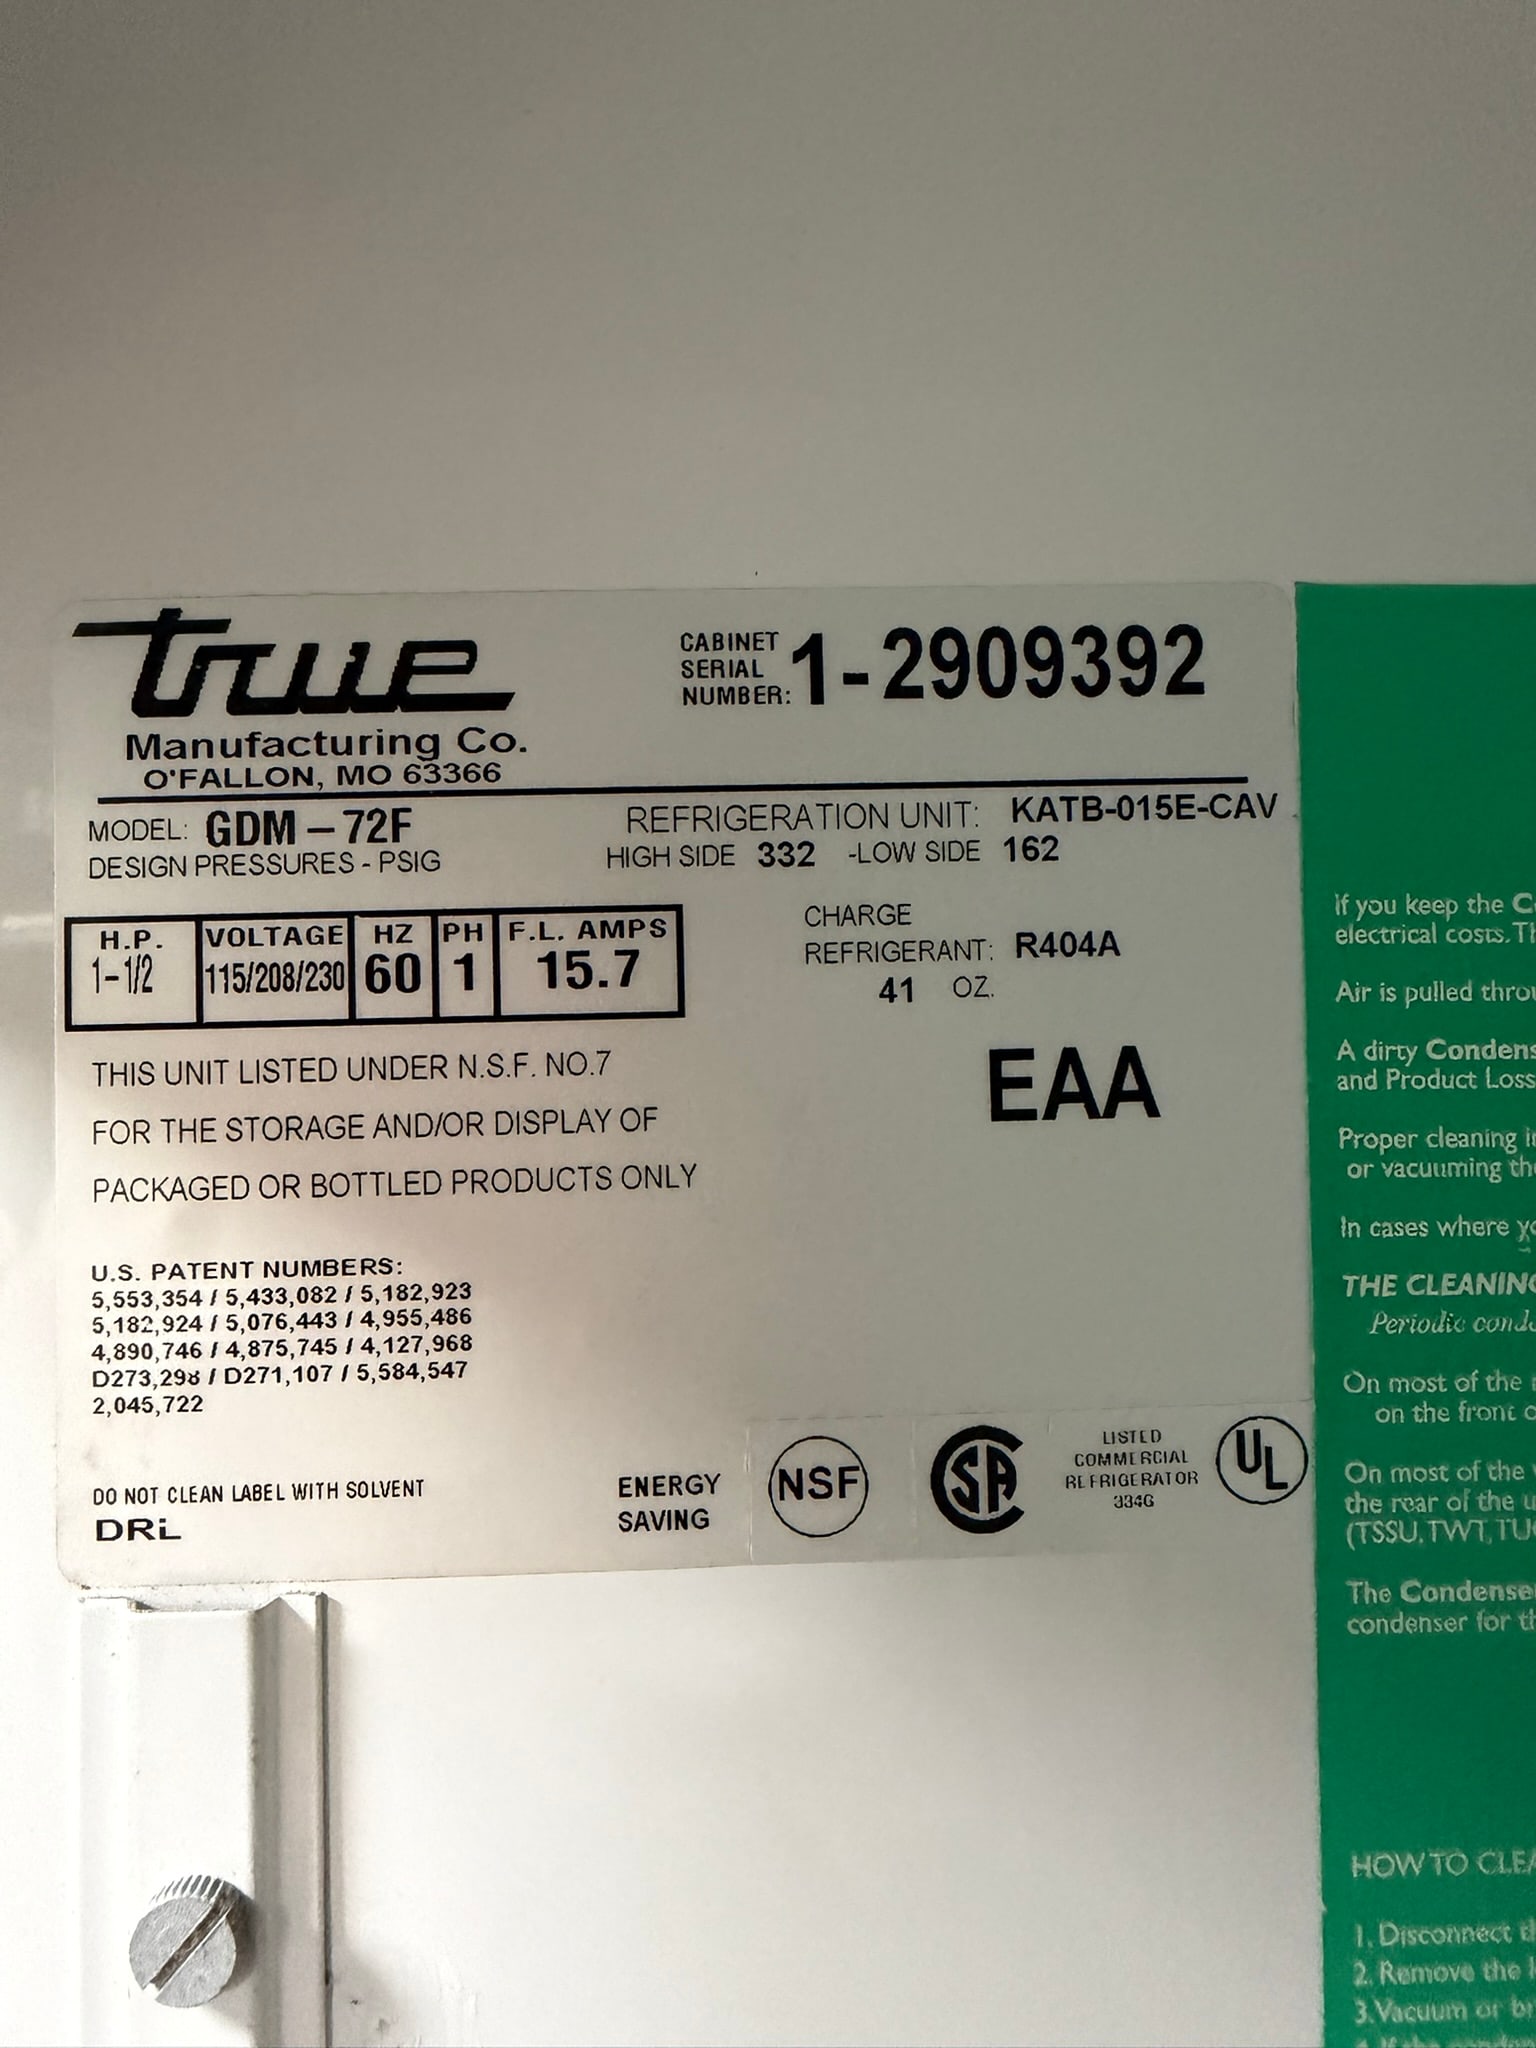 true
CABINET
SERIAL
NUMBER: 1-2909392
Manufacturing Co.
O'FALLON, MO 63366
MODEL: GDM-72F
REFRIGERATION UNIT: KATB-015E-CAV
DESIGN PRESSURES - PSIG
HIGH SIDE 332 -LOW SIDE 162
H.P. VOLTAGE HZ PH F.L. AMPS
1-1/2 115/208/230 60 1 15.7
CHARGE
REFRIGERANT: R404A
41 OZ.
EAA
THIS UNIT LISTED UNDER N.S.F. NO.7
FOR THE STORAGE AND/OR DISPLAY OF
PACKAGED OR BOTTLED PRODUCTS ONLY
U.S. PATENT NUMBERS:
5,553,354 / 5,433,082 / 5,182,923
5,182,924 / 5,076,443 / 4,955,486
4,890,746 / 4,875,745 / 4,127,968
D273,298 / D271,107 / 5,584,547
2,045,722
DO NOT CLEAN LABEL WITH SOLVENT
DRL
ENERGY
SAVING
NSF
SA
LISTED
COMMERCIAL
REFRIGERATOR
334G
UL
If you keep the
electrical costs.
Air is pulled
A dirty
and Product Loss
Proper cleaning
or vacuuming
In cases where
THE
Periodic
On most of the
on the front
On most of the
the rear of the
(TSSU, TWT,
The
condenser for
HOW TO
1. Disconnect
2. Remove the
3. Vacuum or